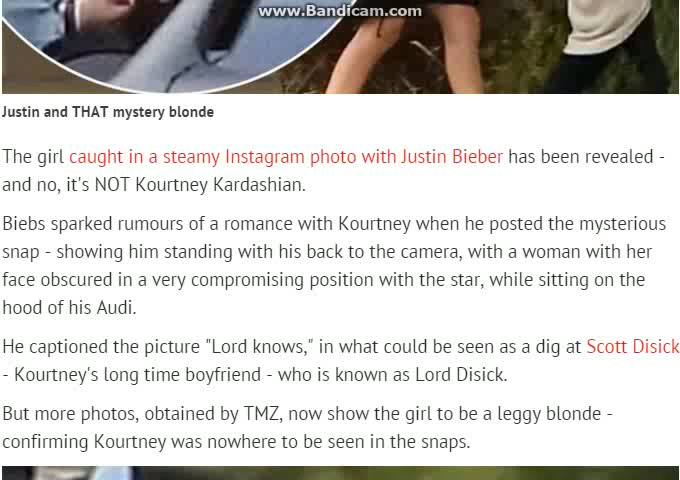 www.Bandicam.com
Justin and THAT mystery blonde
The girl caught in a steamy Instagram photo with Justin Bieber has been revealed -
and no, it's NOT Kourtney Kardashian.
Biebs sparked rumours of a romance with Kourtney when he posted the mysterious
snap - showing him standing with his back to the camera, with a woman with her
face obscured in a very compromising position with the star, while sitting on the
hood of his Audi.
He captioned the picture "Lord knows," in what could be seen as a dig at Scott Disick
- Kourtney's long time boyfriend - who is known as Lord Disick.
But more photos, obtained by TMZ, now show the girl to be a leggy blonde -
confirming Kourtney was nowhere to be seen in the snaps.